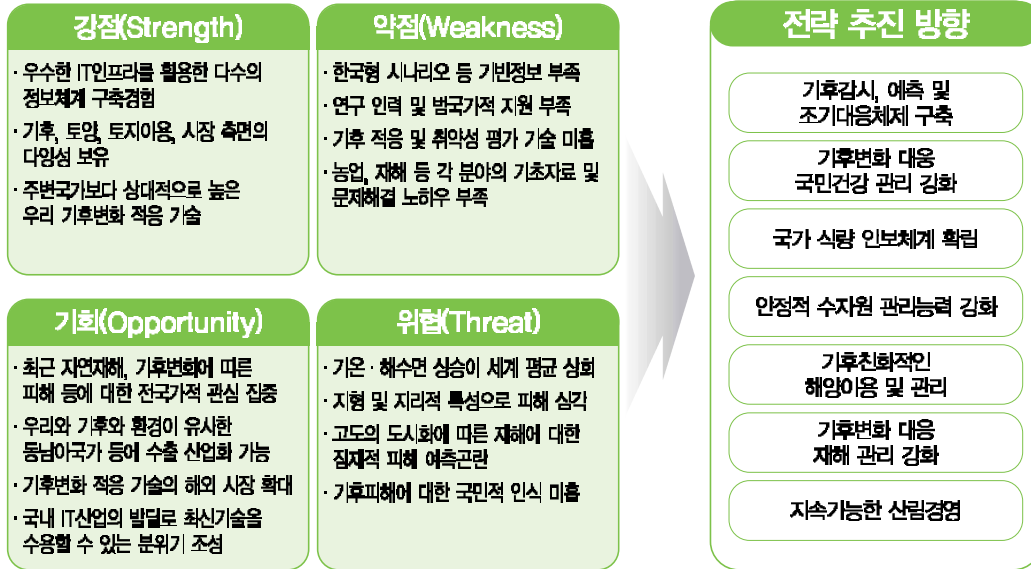 강점(Strength)
· 우수한 IT인프라를 활용한 다수의
정보체계 구축경험
· 기후, 토양, 토지이용, 시장 측면의
다양성 보유
· 주변국가보다 상대적으로 높은
우리 기후변화 적응 기술
약점(Weakness)
· 한국형 시나리오 등 기반정보 부족
· 연구 인력 및 범국가적 지원 부족
· 기후 적응 및 취약성 평가 기술 미흡
· 농업, 재해 등 각 분야의 기초자료 및
문제해결 노하우 부족
기회(Opportunity)
· 최근 자연재해, 기후변화에 따른
피해 등에 대한 전국가적 관심 집중
· 우리와 기후와 환경이 유사한
동남아국가 등에 수출 산업화 가능
· 기후변화 적응 기술의 해외 시장 확대
· 국내 IT산업의 발달로 최신기술을
수용할 수 있는 분위기 조성
위협(Threat)
· 기온 · 해수면 상승이 세계 평균 상회
· 지형 및 지리적 특성으로 피해 심각
· 고도의 도시화에 따른 재해에 대한
잠재적 피해 예측곤란
· 기후피해에 대한 국민적 인식 미흡
전략 추진 방향
기후감시, 예측 및
조기대응체제 구축
기후변화 대응
국민건강 관리 강화
국가 식량 안보체계 확립
안정적 수자원 관리능력 강화
기후친화적인
해양이용 및 관리
기후변화 대응
재해 관리 강화
지속가능한 산림경영